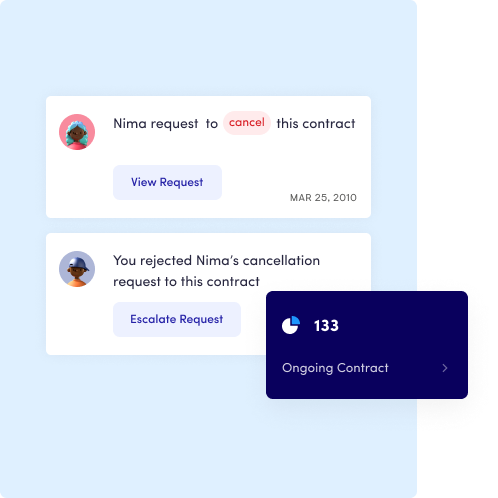 Nima request to cancel this contract
View Request
MAR 25, 2010
You rejected Nima's cancellation
request to this contract
Escalate Request
133
Ongoing Contract